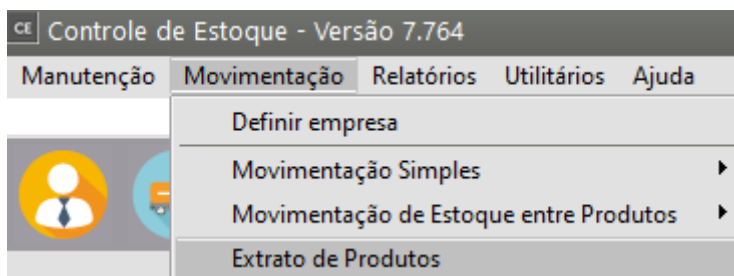 CE Controle de Estoque - Versão 7.764
Manutenção Movimentação Relatórios Utilitários Ajuda
Definir empresa
Movimentação Simples
Movimentação de Estoque entre Produtos
Extrato de Produtos